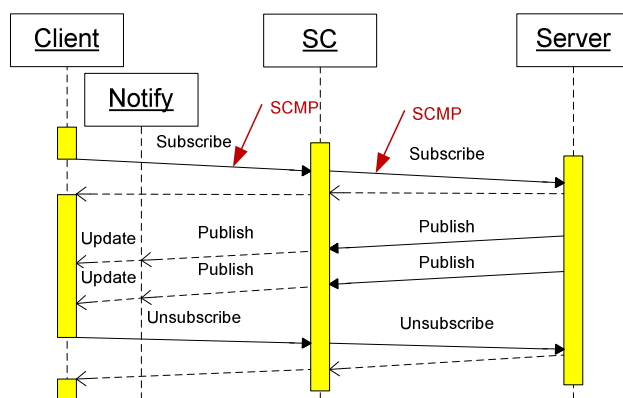 Client
SC
Server
Notify
SCMP
SCMP
Subscribe
Subscribe
Publish
Publish
Update
Publish
Publish
Update
Unsubscribe
Unsubscribe